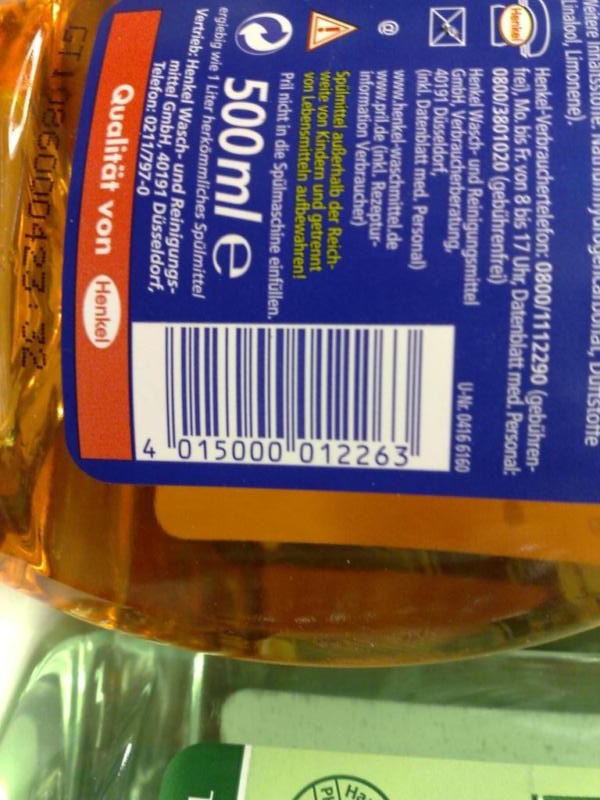 Linalool, Limonene).
Henkel
Henkel-Verbrauchertelefon: 0800/1112290 (gebühren-
frei), Mo. bis Fr. von 8 bis 17 Uhr, Datenblatt med. Personal:
0800/3801020 (gebührenfrei)
Henkel Wasch- und Reinigungsmittel
GmbH, Verbraucherberatung,
40191 Düsseldorf,
(inkl. Datenblatt med. Personal)
@
www.henkel-waschmittel.de
www.pril.de (inkl. Rezeptur-
information Verbraucher)
Spülmittel außerhalb der Reich-
weite von Kindern und getrennt
von Lebensmitteln aufbewahren!
Pril nicht in die Spülmaschine einfüllen.
500ml e
ergiebig wie 1 Liter herkömmliches Spülmittel
Vertrieb: Henkel Wasch- und Reinigungs-
mittel GmbH, 40191 Düsseldorf,
Telefon: 0211/797-0
Qualität von Henkel
U-Nr. 0416 6160
4 015000 012263